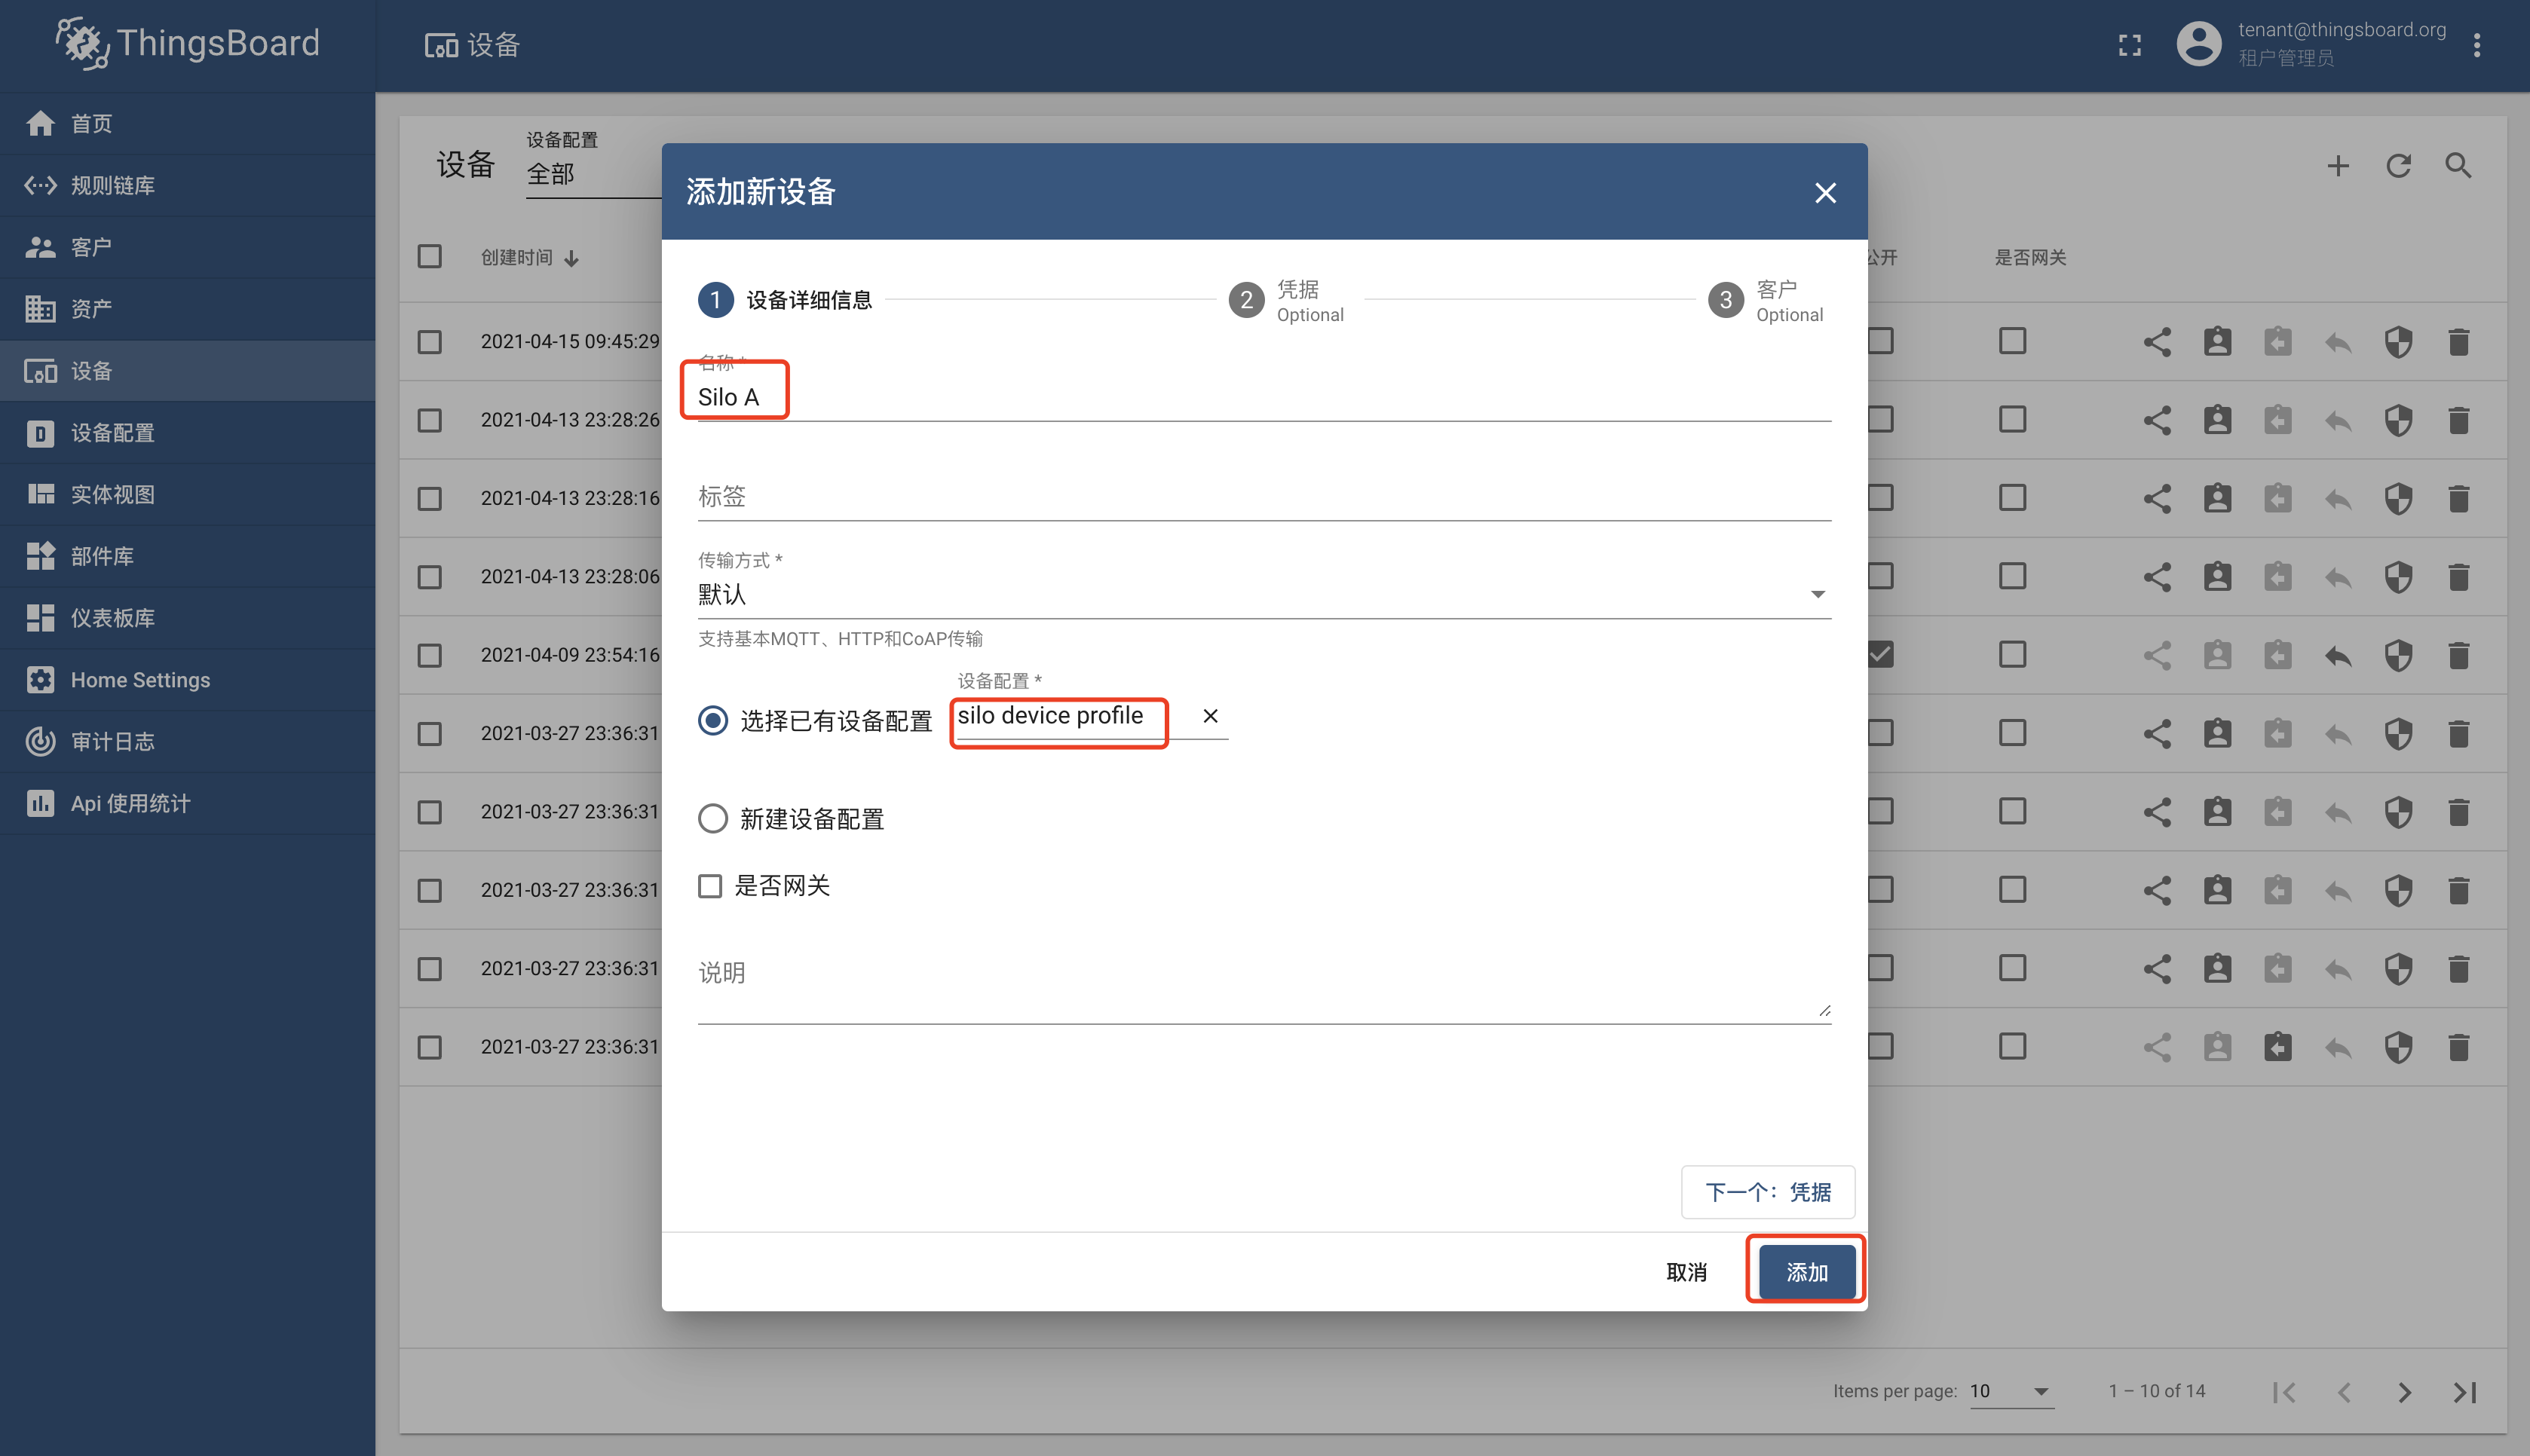 ThingsBoard
设备
tenant@thingsboard.org
租户管理员
首页
规则链库
客户
资产
设备
设备配置
实体视图
部件库
仪表板库
Home Settings
审计日志
Api 使用统计
设备
设备配置
全部
创建时间
公开
是否网关
2021-04-15 09:45:29
2021-04-13 23:28:26
2021-04-13 23:28:16
2021-04-13 23:28:06
2021-04-09 23:54:16
2021-03-27 23:36:31
2021-03-27 23:36:31
2021-03-27 23:36:31
2021-03-27 23:36:31
2021-03-27 23:36:31
添加新设备
1 设备详细信息
2 凭据
Optional
3 客户
Optional
名称 *
Silo A
标签
传输方式 *
默认
支持基本MQTT、HTTP和CoAP传输
选择已有设备配置
设备配置 *
silo device profile
新建设备配置
是否网关
说明
下一个：凭据
取消
添加
Items per page: 10
1 – 10 of 14